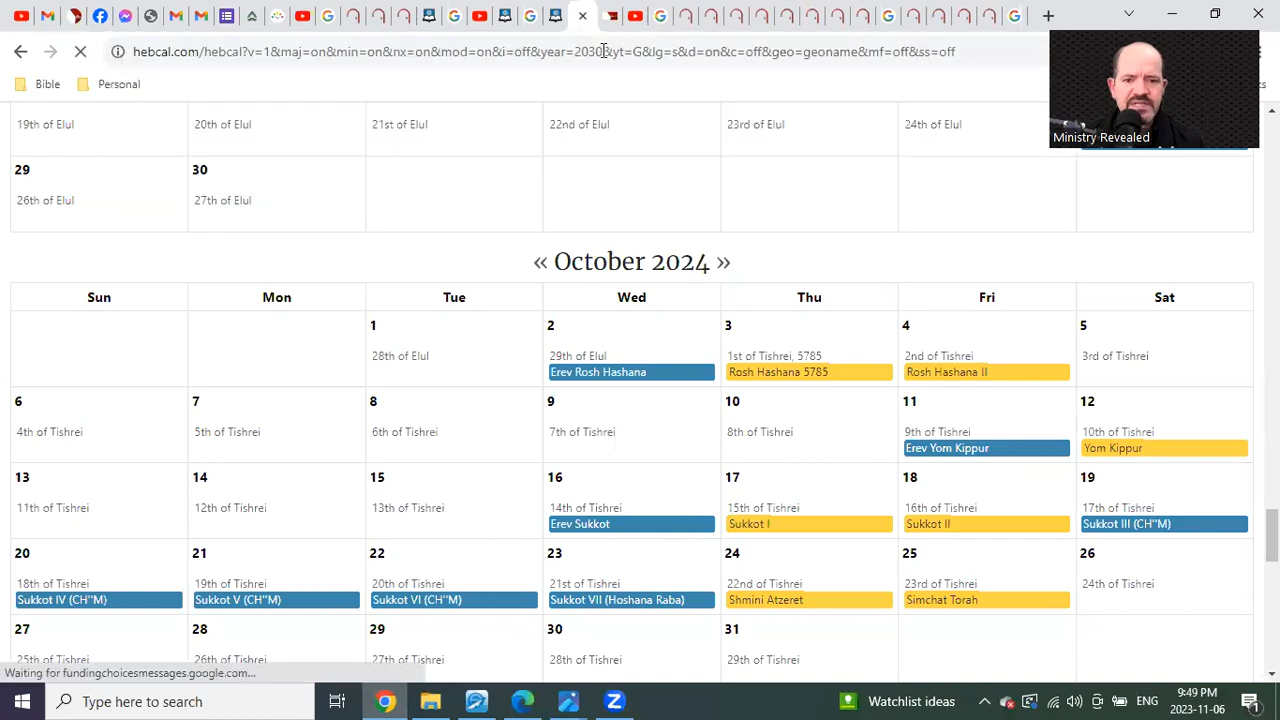 hebcal.com/hebcal?v=1&maj=on&min=on&nx=on&mod=on&i=off&year=2030&yt=G&lg=s&d=on&c=off&geo=geoname&mf=off&ss=off
Bible Personal
Ministry Revealed
19th of Elul 20th of Elul 21st of Elul 22nd of Elul 23rd of Elul 24th of Elul
29 30
26th of Elul 27th of Elul
« October 2024 »
Sun Mon Tue Wed Thu Fri Sat
1 2 3 4 5
28th of Elul 29th of Elul 1st of Tishrei, 5785 2nd of Tishrei 3rd of Tishrei
Erev Rosh Hashana Rosh Hashana 5785 Rosh Hashana II
6 7 8 9 10 11 12
4th of Tishrei 5th of Tishrei 6th of Tishrei 7th of Tishrei 8th of Tishrei 9th of Tishrei 10th of Tishrei
Erev Yom Kippur Yom Kippur
13 14 15 16 17 18 19
11th of Tishrei 12th of Tishrei 13th of Tishrei 14th of Tishrei 15th of Tishrei 16th of Tishrei 17th of Tishrei
Erev Sukkot Sukkot I Sukkot II Sukkot III (CH''M)
20 21 22 23 24 25 26
18th of Tishrei 19th of Tishrei 20th of Tishrei 21st of Tishrei 22nd of Tishrei 23rd of Tishrei 24th of Tishrei
Sukkot IV (CH''M) Sukkot V (CH''M) Sukkot VI (CH''M) Sukkot VII (Hoshana Raba) Shmini Atzeret Simchat Torah
27 28 29 30 31
25th of Tishrei 26th of Tishrei 27th of Tishrei 28th of Tishrei 29th of Tishrei
Waiting for fundingchoicesmessages.google.com...
Type here to search
Watchlist ideas
ENG
9:49 PM
2023-11-06